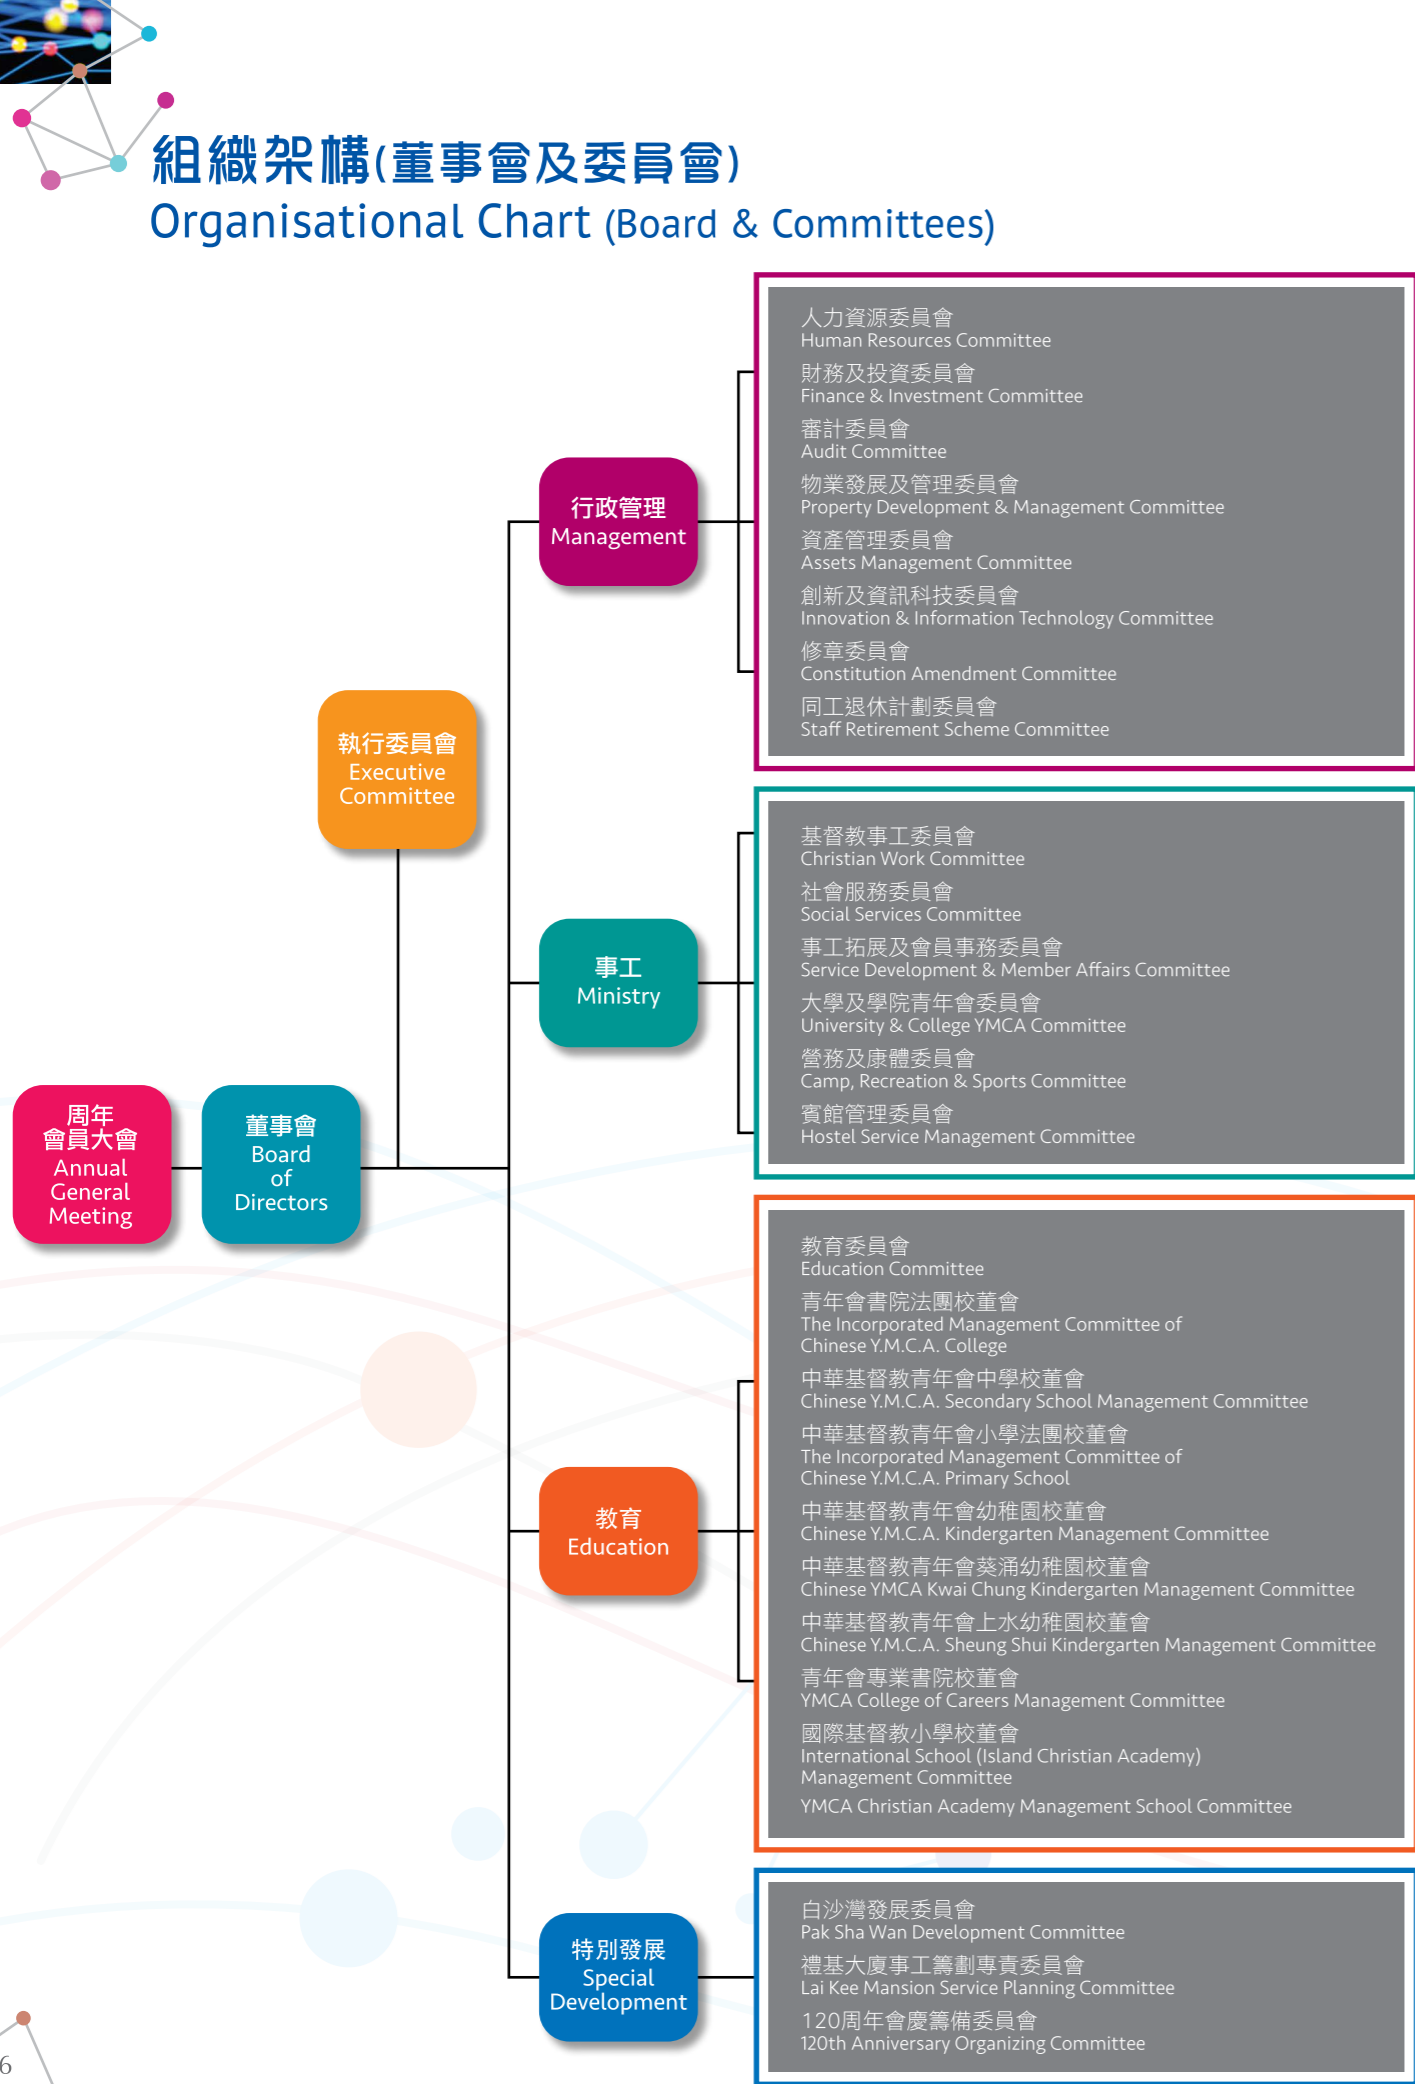 組織架構(董事會及委員會)
Organisational Chart (Board & Committees)
人力資源委員會
Human Resources Committee
財務及投資委員會
Finance & Investment Committee
審計委員會
Audit Committee
物業發展及管理委員會
Property Development & Management Committee
資產管理委員會
Assets Management Committee
創新及資訊科技委員會
Innovation & Information Technology Committee
修章委員會
Constitution Amendment Committee
同工退休計劃委員會
Staff Retirement Scheme Committee
行政管理
Management
執行委員會
Executive
Committee
基督教事工委員會
Christian Work Committee
社會服務委員會
Social Services Committee
事工拓展及會員事務委員會
Service Development & Member Affairs Committee
大學及學院青年會委員會
University & College YMCA Committee
營務及康體委員會
Camp, Recreation & Sports Committee
賓館管理委員會
Hostel Service Management Committee
事工
Ministry
周年
會員大會
Annual
General
Meeting
董事會
Board
of
Directors
教育委員會
Education Committee
青年會書院法團校董會
The Incorporated Management Committee of
Chinese Y.M.C.A. College
中華基督教青年會中學校董會
Chinese Y.M.C.A. Secondary School Management Committee
中華基督教青年會小學法團校董會
The Incorporated Management Committee of
Chinese Y.M.C.A. Primary School
中華基督教青年會幼稚園校董會
Chinese Y.M.C.A. Kindergarten Management Committee
中華基督教青年會葵涌幼稚園校董會
Chinese YMCA Kwai Chung Kindergarten Management Committee
中華基督教青年會上水幼稚園校董會
Chinese Y.M.C.A. Sheung Shui Kindergarten Management Committee
青年會專業書院校董會
YMCA College of Careers Management Committee
國際基督教小學校董會
International School (Island Christian Academy)
Management Committee
YMCA Christian Academy Management School Committee
教育
Education
白沙灣發展委員會
Pak Sha Wan Development Committee
禮基大廈事工籌劃專責委員會
Lai Kee Mansion Service Planning Committee
120周年會慶籌備委員會
120th Anniversary Organizing Committee
特別發展
Special
Development
6